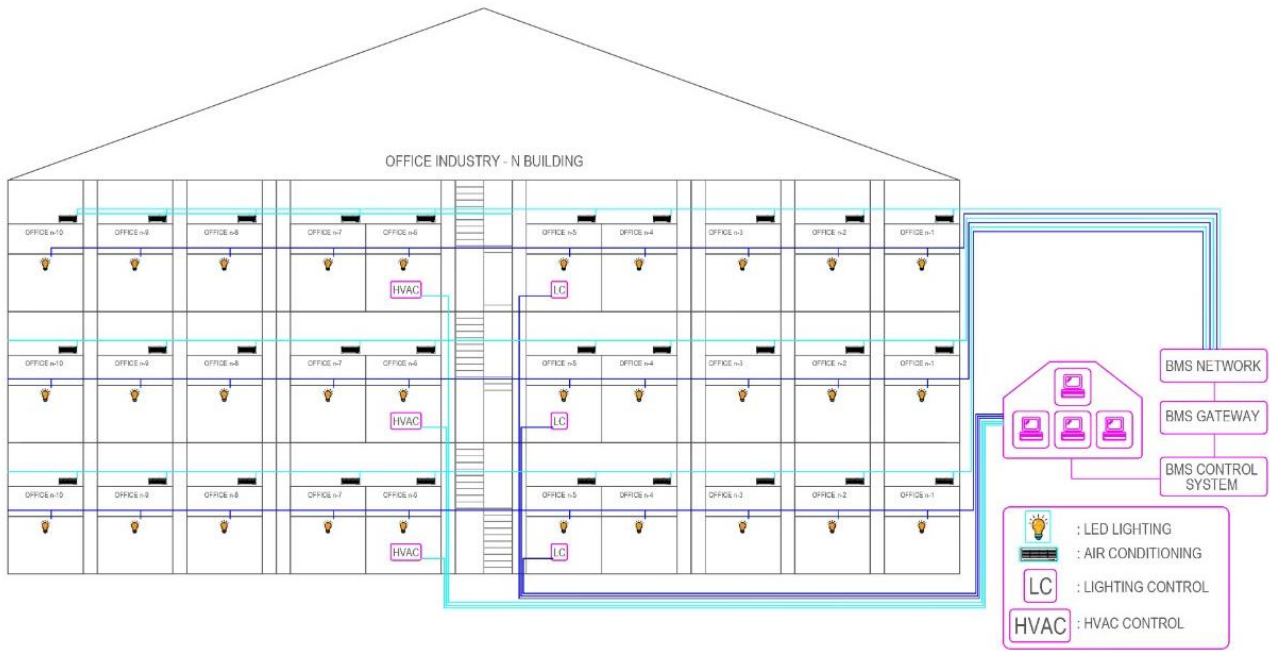 OFFICE INDUSTRY - N BUILDING
OFFICE n-10 OFFICE n-9 OFFICE n-8 OFFICE n-7 OFFICE n-6 OFFICE n-5 OFFICE n-4 OFFICE n-3 OFFICE n-2 OFFICE n-1
HVAC LC
OFFICE n-10 OFFICE n-9 OFFICE n-8 OFFICE n-7 OFFICE n-6 OFFICE n-5 OFFICE n-4 OFFICE n-3 OFFICE n-2 OFFICE n-1
HVAC LC
OFFICE n-10 OFFICE n-9 OFFICE n-8 OFFICE n-7 OFFICE n-6 OFFICE n-5 OFFICE n-4 OFFICE n-3 OFFICE n-2 OFFICE n-1
HVAC LC
BMS NETWORK
BMS GATEWAY
BMS CONTROL
SYSTEM
: LED LIGHTING
: AIR CONDITIONING
LC : LIGHTING CONTROL
HVAC : HVAC CONTROL